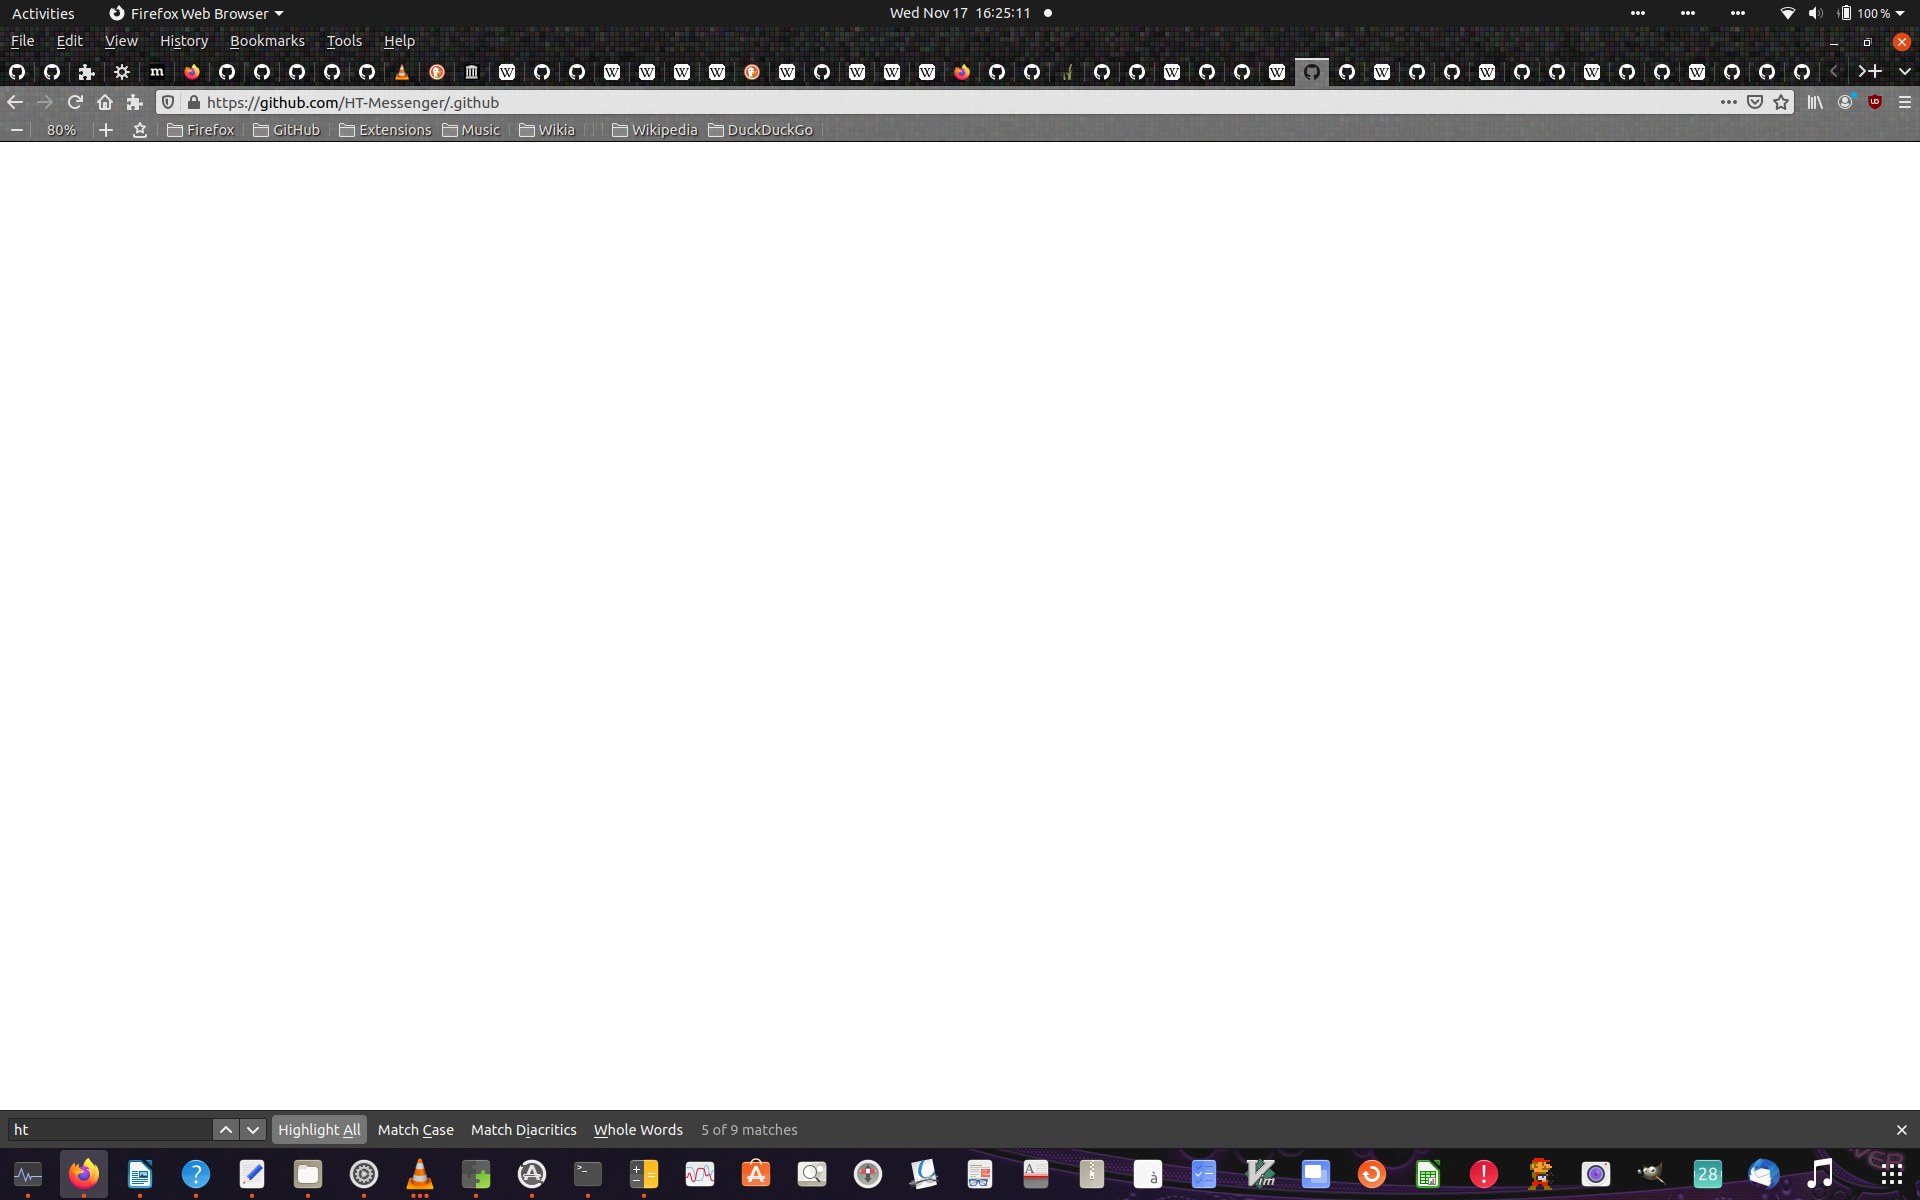 Activities Firefox Web Browser Wed Nov 17 16:25:11 100 %
File Edit View History Bookmarks Tools Help
https://github.com/HT-Messenger/.github
80% Firefox GitHub Extensions Music Wikia Wikipedia DuckDuckGo
ht Highlight All Match Case Match Diacritics Whole Words 5 of 9 matches
28